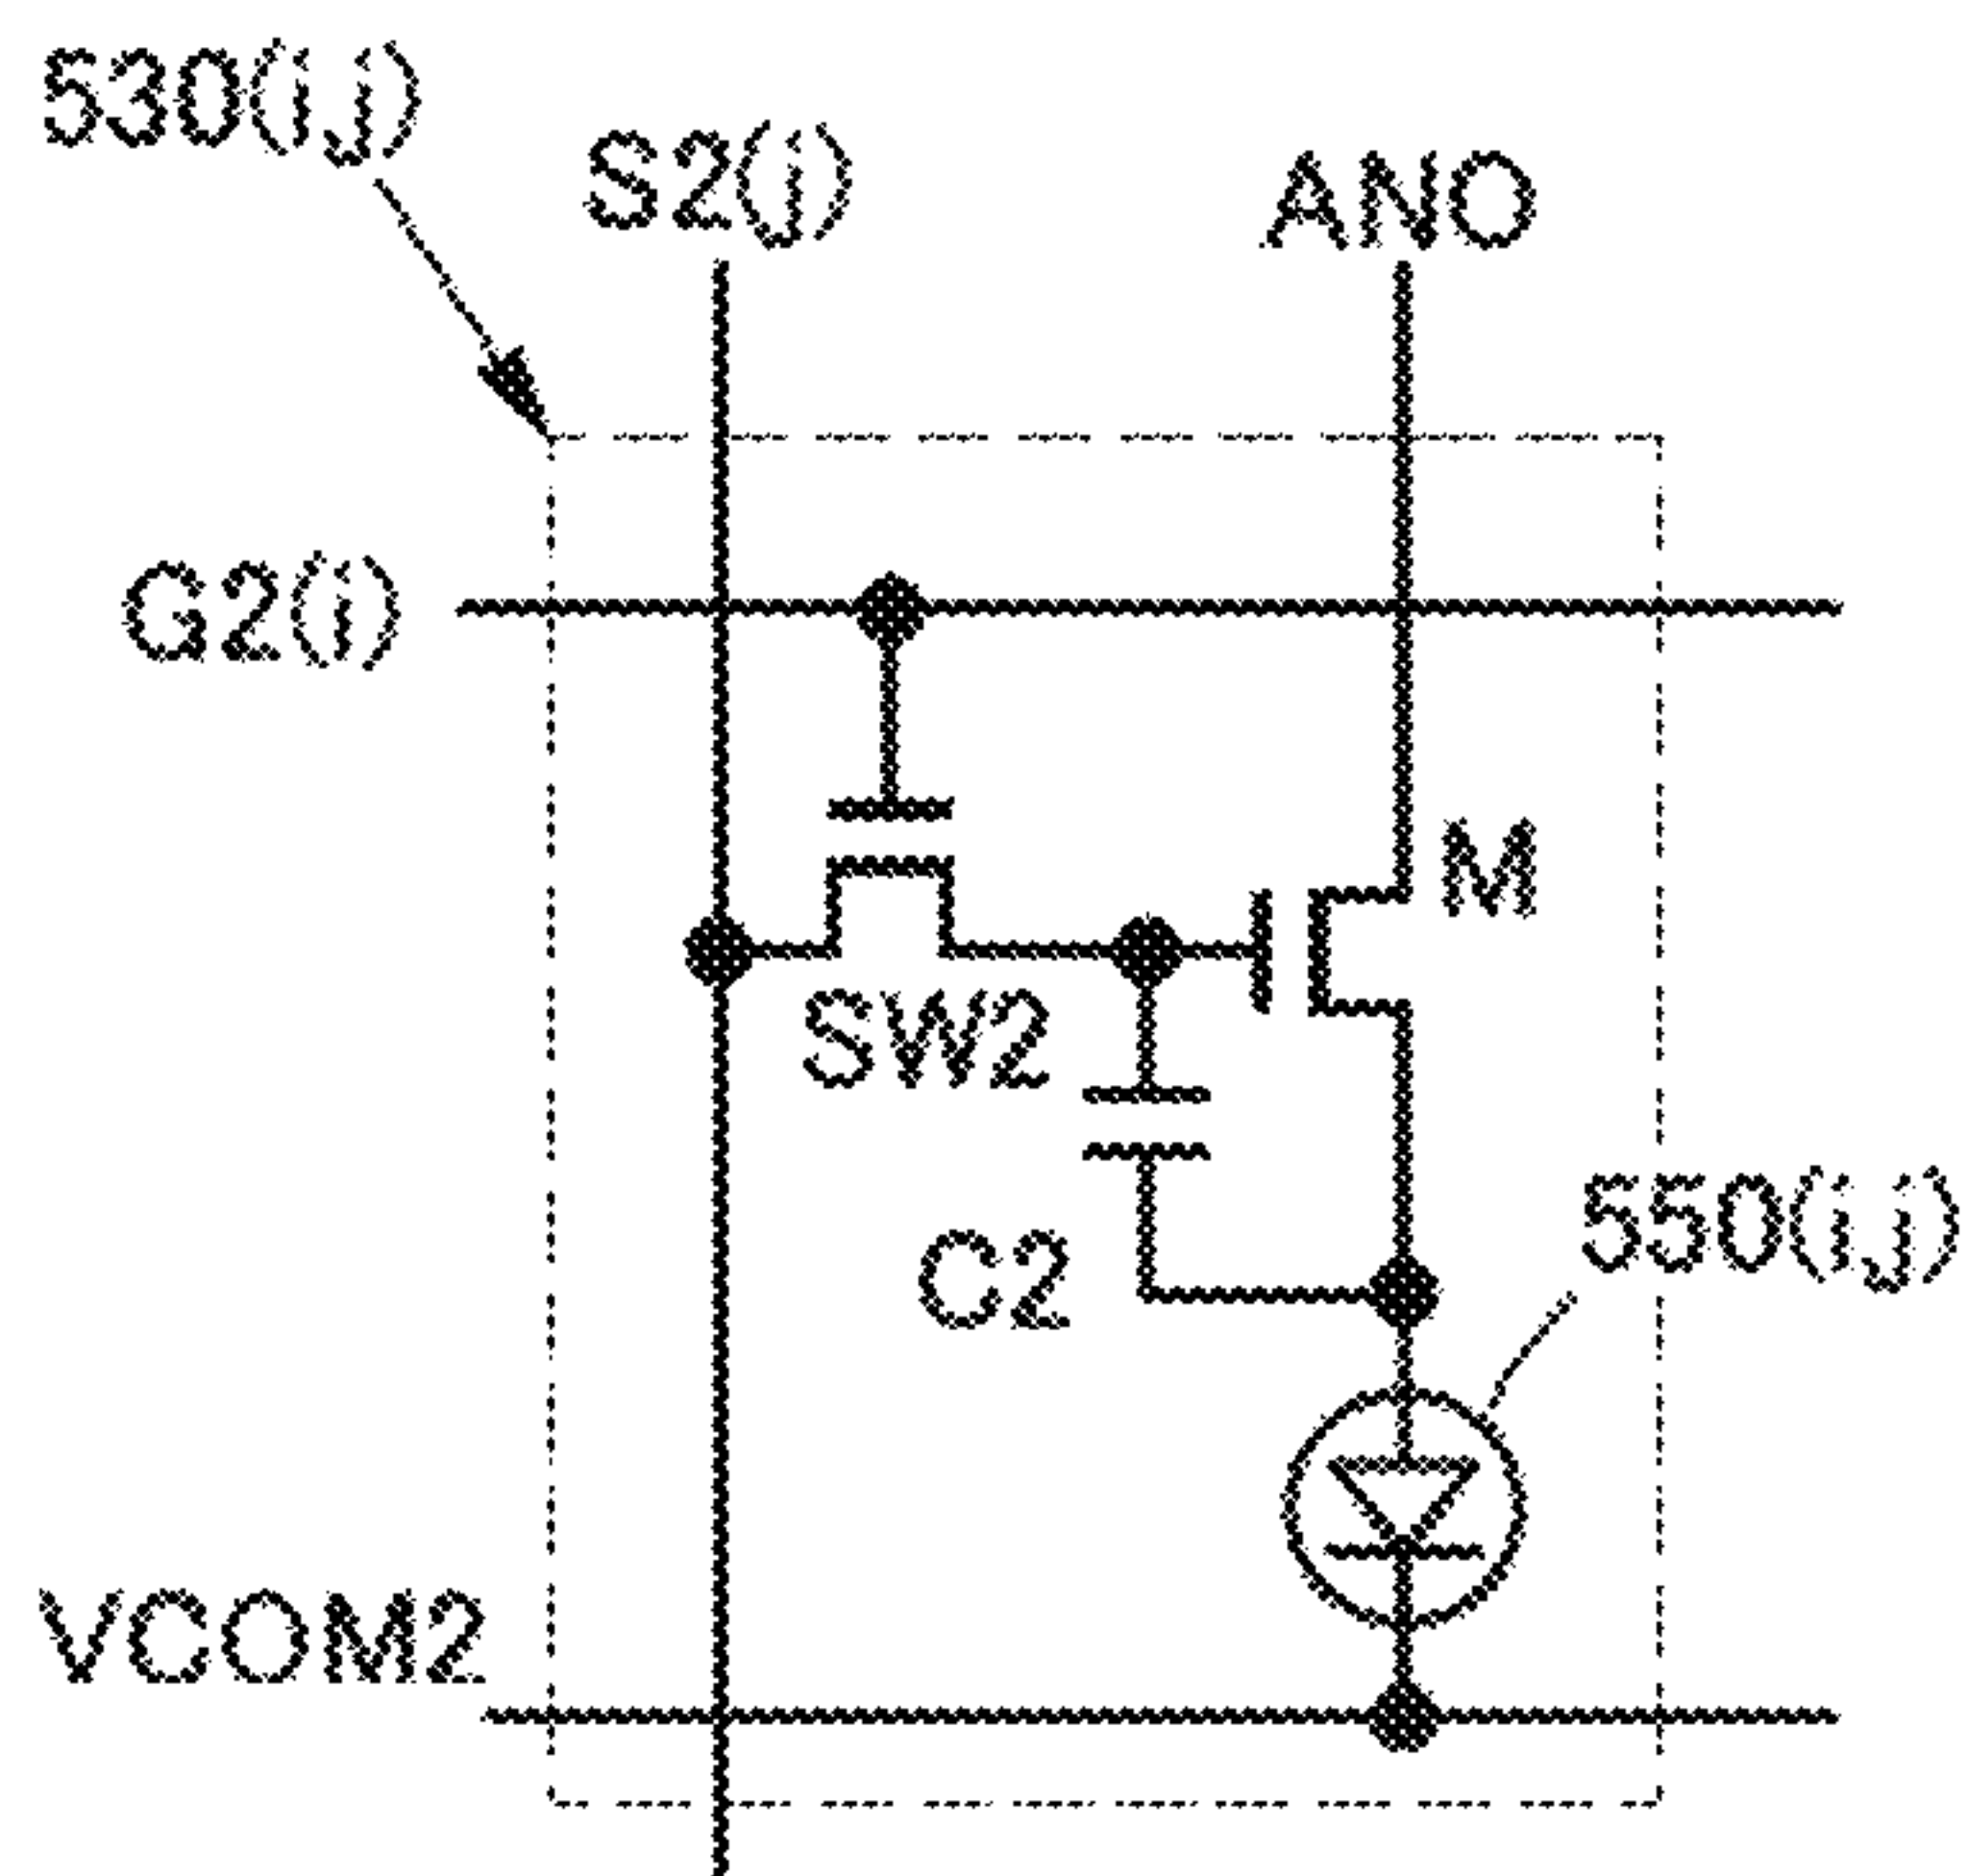 530(i,j)
S2(j)
ANO
G2(i)
M
SW2
550(i,j)
C2
VCOM2